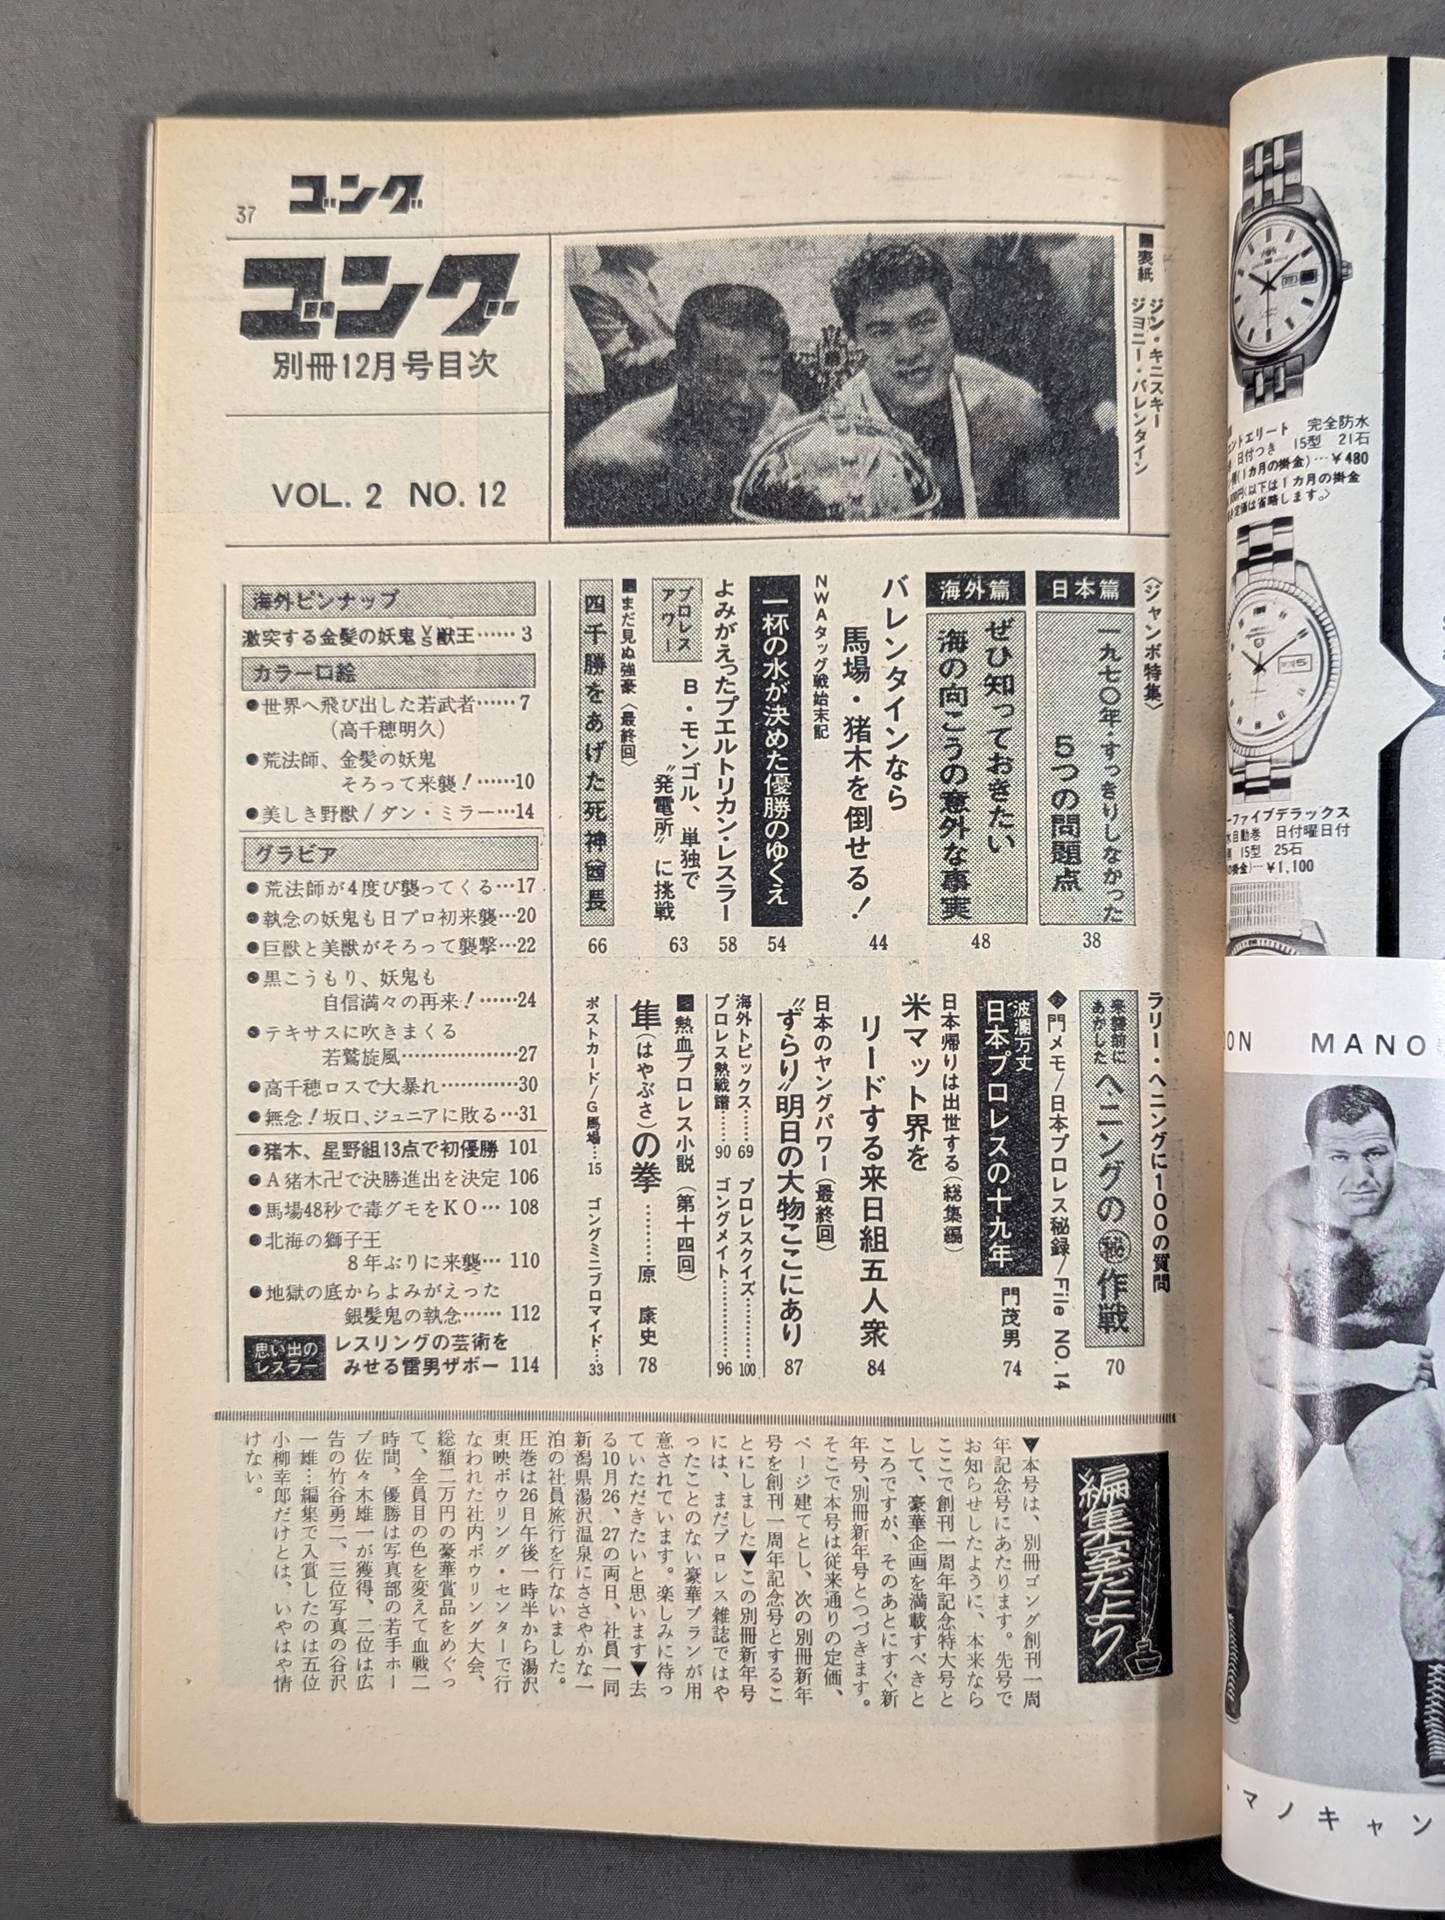 37
ゴング
ゴング
別冊12月号目次
VOL. 2 NO. 12
■表紙
ジン・キニスキー
ジョニー・バレンタイン
海外ピンナップ
激突する金髪の妖鬼VS獣王……3
カラー口絵
●世界へ飛び出した若武者……7
(高千穂明久)
●荒法師、金髪の妖鬼
そろって来襲!……10
●美しき野獣/ダン・ミラー…14
グラビア
●荒法師が4度び襲ってくる…17
●執念の妖鬼も日プロ初来襲…20
●巨獣と美獣がそろって襲撃…22
●黒こうもり、妖鬼も
自信満々の再来!……24
●テキサスに吹きまくる
若鷲旋風………………27
●高千穂ロスで大暴れ…………30
●無念!坂口、ジュニアに敗る…31
●猪木、星野組13点で初優勝 101
●A猪木卍で決勝進出を決定 106
●馬場48秒で毒グモをKO… 108
●北海の獅子王
8年ぶりに来襲… 110
●地獄の底からよみがえった
銀髪鬼の執念…… 112
思い出のレスラー
レスリングの芸術を
みせる雷男ザボー 114
〈ジャンボ特集〉
日本篇
一九七〇年・すっきりしなかった
5つの問題点
38
海外篇
ぜひ知っておきたい
海の向こうの意外な事実
48
バレンタインなら
馬場・猪木を倒せる!
44
NWAタッグ戦始末記
一杯の水が決めた優勝のゆくえ
54
よみがえったプエルトリカン・レスラー
58
プロレスアワー
B・モンゴル、単独で
〝発電所〟に挑戦
63
■まだ見ぬ強豪〈最終回〉
四千勝をあげた死神酋長
66
ラリー・ヘニングに100の質問
来襲前にあかした
ヘニングの㊙作戦
70
◆門メモ/日本プロレス秘録/File NO.14
波瀾万丈
日本プロレスの十九年
門茂男
74
日本帰りは出世する(総集編)
米マット界を
リードする来日組五人衆
84
日本のヤングパワー(最終回)
〝ずらり〟明日の大物ここにあり
87
海外トピックス……69
プロレスクイズ…………100
プロレス熱戦譜……90
ゴングメイト…………96
■熱血プロレス小説(第十四回)
隼(はやぶさ)の拳………原 康史
78
ポストカード/G馬場…15
ゴングミニブロマイド…33
編集室だより
▼本号は、別冊ゴング創刊一周
年記念号にあたります。先号で
お知らせしたように、本来なら
ここで創刊一周年記念特大号と
して、豪華企画を満載すべきと
ころですが、そのあとにすぐ新
年号、別冊新年号とつづきます。
そこで本号は従来通りの定価、
ページ建てとし、次の別冊新年
号を創刊一周年記念号とするこ
とにしました▼この別冊新年号
には、まだプロレス雑誌ではや
ったことのない豪華プランが用
意されています。楽しみに待っ
ていただきたいと思います▼去
る10月26、27の両日、社員一同
新潟県湯沢温泉にささやかな一
泊の社員旅行を行ないました。
圧巻は26日午後一時半から湯沢
東映ボウリング・センターで行
なわれた社内ボウリング大会、
総額二万円の豪華賞品をめぐっ
て、全員目の色を変えて血戦二
時間、優勝は写真部の若手ホー
プ佐々木雄一が獲得、二位は広
告の竹谷勇二、三位写真の谷沢
一雄…編集で入賞したのは五位
小柳幸郎だけとは、いやはや情
けない。
ントエリート 完全防水
日付つき 15型 21石
(1カ月の掛金)…¥480
以下は1カ月の掛金
定価は省略します。〉
ーファイブデラックス
水自動巻 日付曜日付
15型 25石
の掛金)…¥1,100
ON MANO
・マノキャン